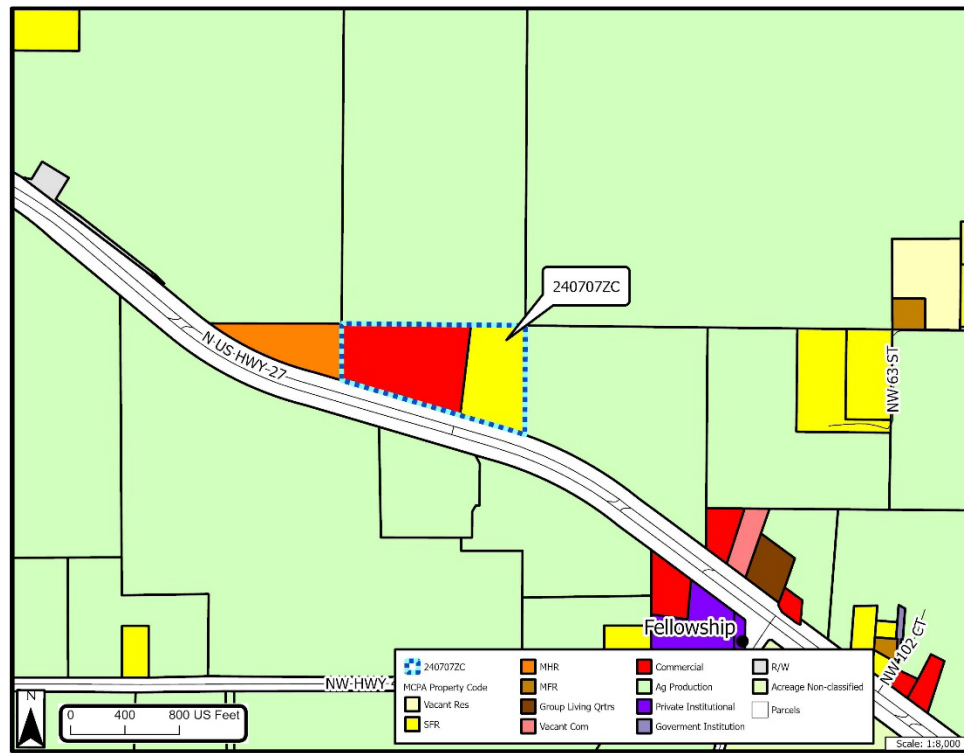 240707ZC
N US HWY 27
NW 63 ST
Fellowship
NW 102 CT
NW HWY
240707ZC
MCPA Property Code
Vacant Res
SFR
MHR
MFR
Group Living Qrtrs
Vacant Com
Commercial
Ag Production
Private Institutional
Goverment Institution
R/W
Acreage Non-classified
Parcels
N
0 400 800 US Feet
Scale: 1:8,000